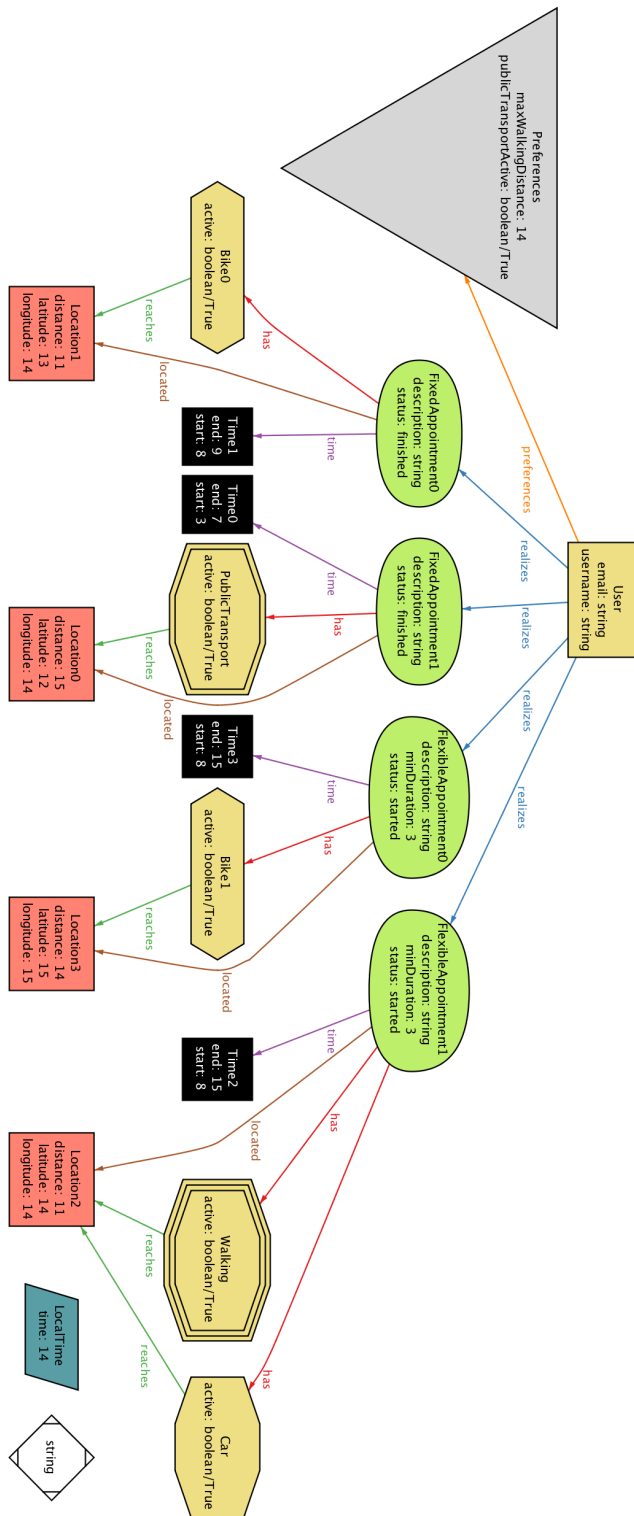 User
email: string
username: string
preferences
realizes
realizes
realizes
realizes
Preferences
maxWalkingDistance: 14
publicTransportActive: boolean/True
FixedAppointment0
description: string
status: finished
FixedAppointment1
description: string
status: finished
FlexibleAppointment0
description: string
minDuration: 3
status: started
FlexibleAppointment1
description: string
minDuration: 3
status: started
has
time
time
has
time
has
time
has
has
located
located
located
located
Bike0
active: boolean/True
Time1
end: 9
start: 8
Time0
end: 7
start: 3
PublicTransport
active: boolean/True
Time3
end: 15
start: 8
Bike1
active: boolean/True
Time2
end: 15
start: 8
Walking
active: boolean/True
Car
active: boolean/True
reaches
reaches
reaches
reaches
reaches
Location1
distance: 11
latitude: 13
longitude: 14
Location0
distance: 15
latitude: 12
longitude: 14
Location3
distance: 14
latitude: 15
longitude: 15
Location2
distance: 11
latitude: 14
longitude: 14
LocalTime
time: 14
string